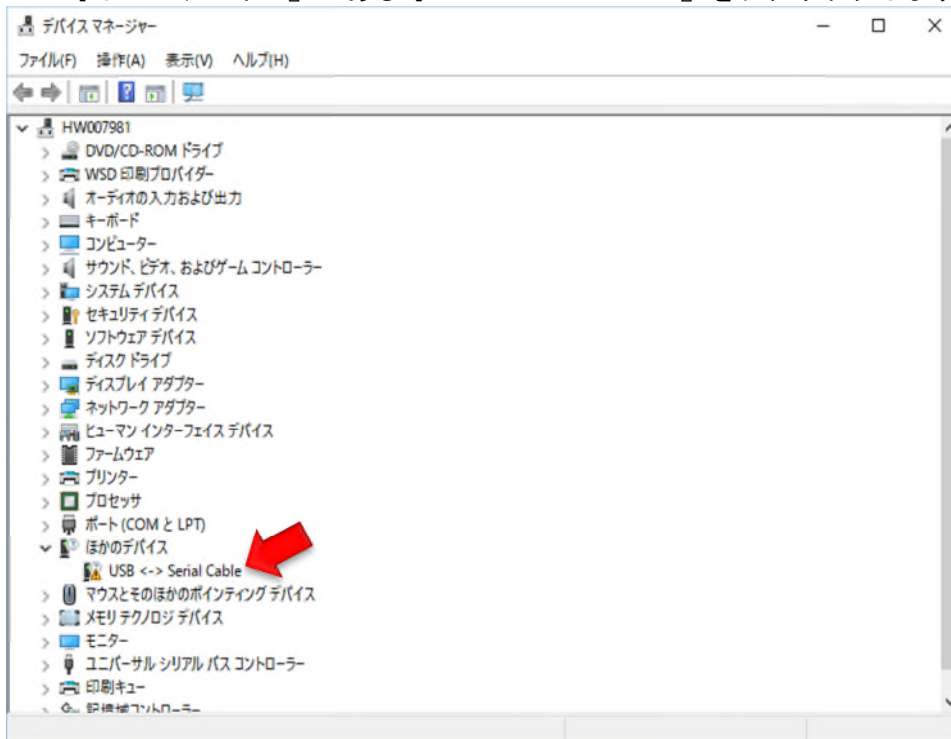 デバイス マネージャー
ファイル(F) 操作(A) 表示(V) ヘルプ(H)
HW007981
DVD/CD-ROM ドライブ
WSD 印刷プロバイダー
オーディオの入力および出力
キーボード
コンピューター
サウンド、ビデオ、およびゲーム コントローラー
システム デバイス
セキュリティ デバイス
ソフトウェア デバイス
ディスク ドライブ
ディスプレイ アダプター
ネットワーク アダプター
ヒューマン インターフェイス デバイス
ファームウェア
プリンター
プロセッサ
ポート (COM と LPT)
ほかのデバイス
USB <-> Serial Cable
マウスとそのほかのポインティング デバイス
メモリ テクノロジ デバイス
モニター
ユニバーサル シリアル バス コントローラー
印刷キュー
記憶域コントローラー